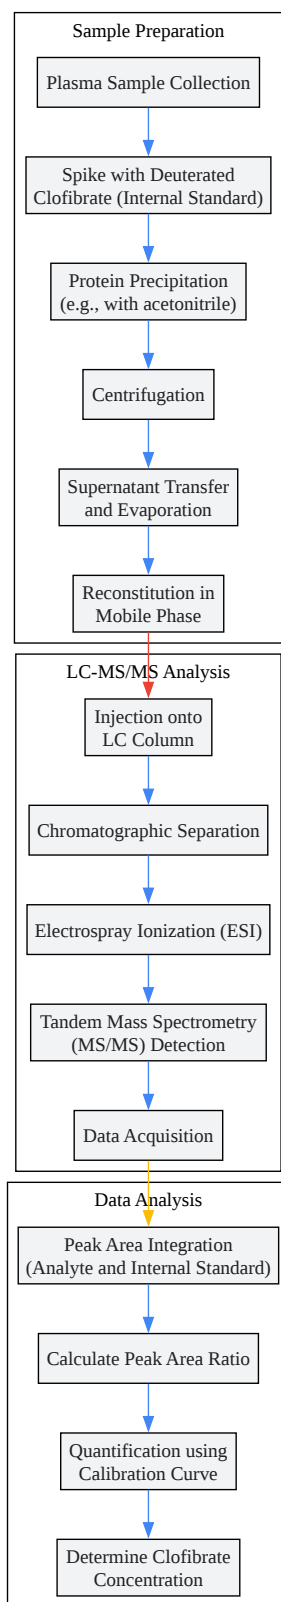 Sample Preparation
Plasma Sample Collection
Spike with Deuterated
Clofibrate (Internal Standard)
Protein Precipitation
(e.g., with acetonitrile)
Centrifugation
Supernatant Transfer
and Evaporation
Reconstitution in
Mobile Phase
LC-MS/MS Analysis
Injection onto
LC Column
Chromatographic Separation
Electrospray Ionization (ESI)
Tandem Mass Spectrometry
(MS/MS) Detection
Data Acquisition
Data Analysis
Peak Area Integration
(Analyte and Internal Standard)
Calculate Peak Area Ratio
Quantification using
Calibration Curve
Determine Clofibrate
Concentration